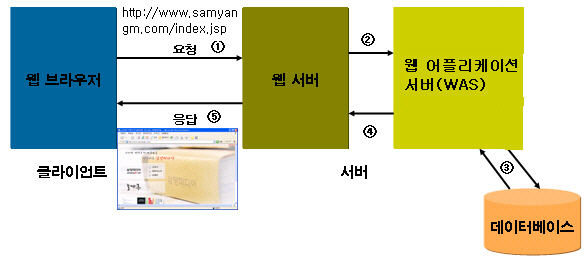 http://www.samyan
gm.com/index.jsp
요청 ①
②
웹 브라우저
웹 서버
웹 어플리케이션
서버(WAS)
응답 ⑤
④
클라이언트
서버
③
데이터베이스